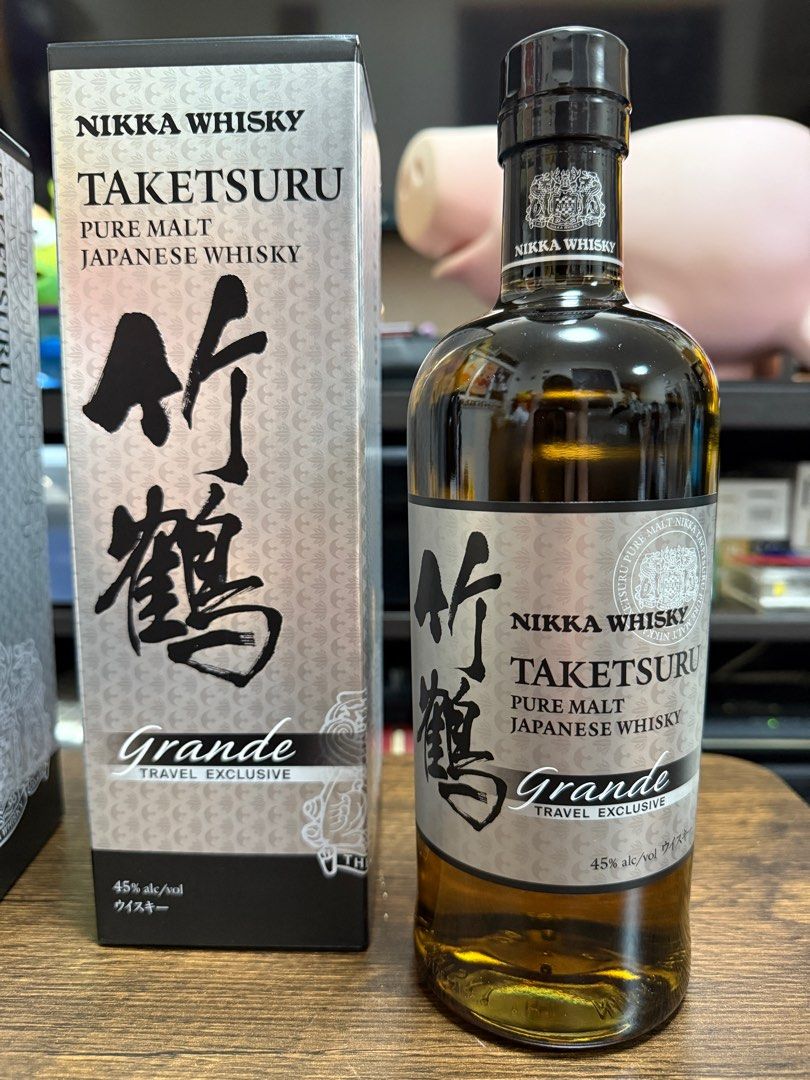 NIKKA WHISKY
TAKETSURU
PURE MALT
JAPANESE WHISKY
竹鶴
Grande
TRAVEL EXCLUSIVE
45% alc/vol
ウイスキー
TAKETSURU
NIKKA WHISKY
竹鶴
NIKKA WHISKY
TAKETSURU
PURE MALT
JAPANESE WHISKY
Grande
TRAVEL EXCLUSIVE
45% alc/vol ウイスキー